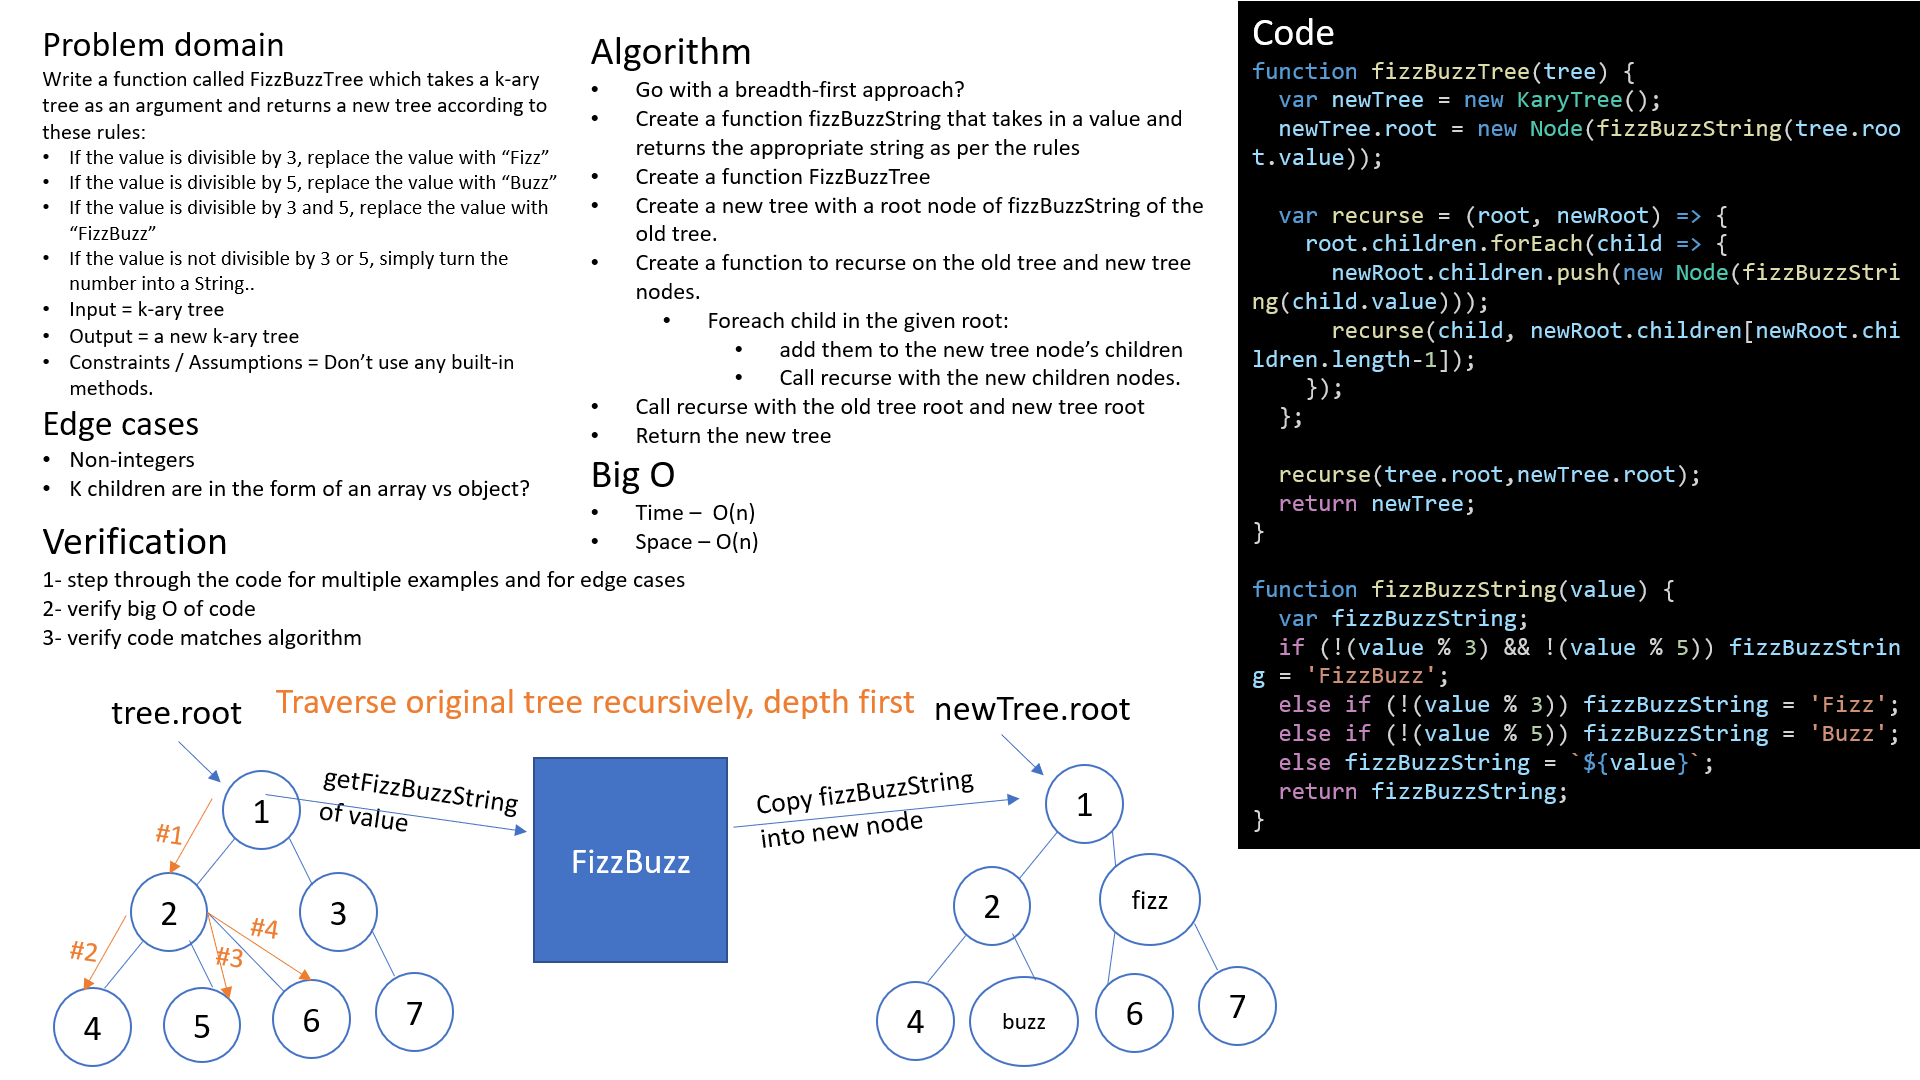 Problem domain
Write a function called FizzBuzzTree which takes a k-ary
tree as an argument and returns a new tree according to
these rules:
• If the value is divisible by 3, replace the value with “Fizz”
• If the value is divisible by 5, replace the value with “Buzz”
• If the value is divisible by 3 and 5, replace the value with
“FizzBuzz”
• If the value is not divisible by 3 or 5, simply turn the
number into a String..
• Input = k-ary tree
• Output = a new k-ary tree
• Constraints / Assumptions = Don’t use any built-in
methods.
Edge cases
• Non-integers
• K children are in the form of an array vs object?
Verification
1- step through the code for multiple examples and for edge cases
2- verify big O of code
3- verify code matches algorithm
Algorithm
• Go with a breadth-first approach?
• Create a function fizzBuzzString that takes in a value and
returns the appropriate string as per the rules
• Create a function FizzBuzzTree
• Create a new tree with a root node of fizzBuzzString of the
old tree.
• Create a function to recurse on the old tree and new tree
nodes.
• Foreach child in the given root:
• add them to the new tree node’s children
• Call recurse with the new children nodes.
• Call recurse with the old tree root and new tree root
• Return the new tree
Big O
• Time – O(n)
• Space – O(n)
Code
function fizzBuzzTree(tree) {
  var newTree = new KaryTree();
  newTree.root = new Node(fizzBuzzString(tree.roo
t.value));
  var recurse = (root, newRoot) => {
    root.children.forEach(child => {
      newRoot.children.push(new Node(fizzBuzzStri
ng(child.value)));
      recurse(child, newRoot.children[newRoot.chi
ldren.length-1]);
    });
  };
  recurse(tree.root,newTree.root);
  return newTree;
}
function fizzBuzzString(value) {
  var fizzBuzzString;
  if (!(value % 3) && !(value % 5)) fizzBuzzStrin
g = 'FizzBuzz';
  else if (!(value % 3)) fizzBuzzString = 'Fizz';
  else if (!(value % 5)) fizzBuzzString = 'Buzz';
  else fizzBuzzString = `${value}`;
  return fizzBuzzString;
}
Traverse original tree recursively, depth first
tree.root
1
#1
2
3
#2
#3
#4
4
5
6
7
getFizzBuzzString
of value
FizzBuzz
Copy fizzBuzzString
into new node
newTree.root
1
2
fizz
4
buzz
6
7